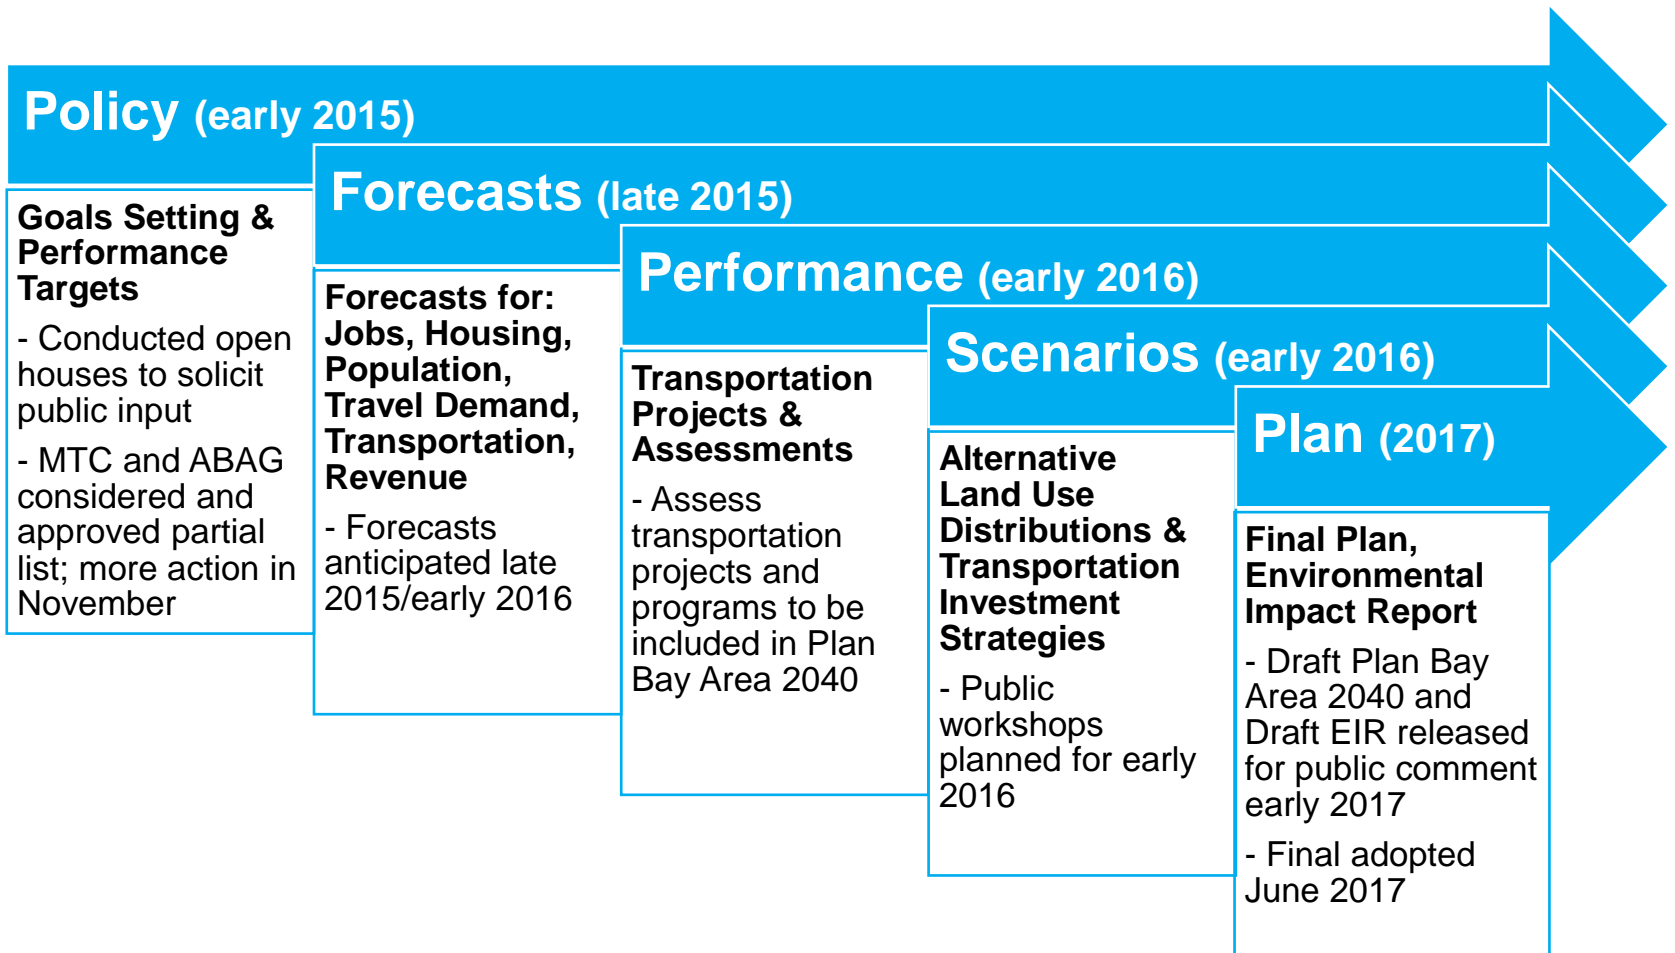 Policy (early 2015)
Goals Setting &
Performance
Targets
- Conducted open
houses to solicit
public input
- MTC and ABAG
considered and
approved partial
list; more action in
November
Forecasts (late 2015)
Forecasts for:
Jobs, Housing,
Population,
Travel Demand,
Transportation,
Revenue
- Forecasts
anticipated late
2015/early 2016
Performance (early 2016)
Transportation
Projects &
Assessments
- Assess
transportation
projects and
programs to be
included in Plan
Bay Area 2040
Scenarios (early 2016)
Alternative
Land Use
Distributions &
Transportation
Investment
Strategies
- Public
workshops
planned for early
2016
Plan (2017)
Final Plan,
Environmental
Impact Report
- Draft Plan Bay
Area 2040 and
Draft EIR released
for public comment
early 2017
- Final adopted
June 2017